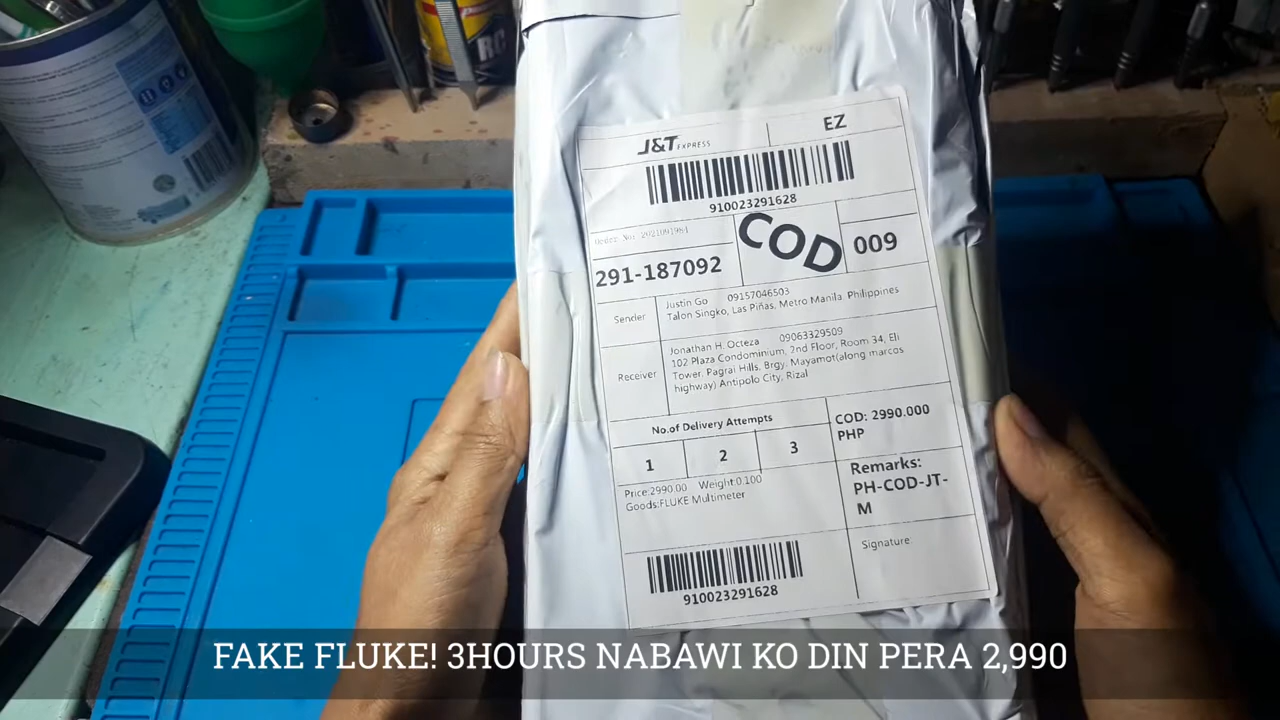 RC
J&T EXPRESS
EZ
910023291628
Order No: 2021091984
COD
009
291-187092
Sender
Justin Go 09157046503
Talon Singko, Las Piñas, Metro Manila Philippines
Receiver
Jonathan H. Octeza 09063329509
102 Plaza Condominium, 2nd Floor, Room 34, Eli
Tower, Pagrai Hills, Brgy, Mayamot(along marcos
highway) Antipolo City, Rizal
No.of Delivery Attempts
1 2 3
COD: 2990.000
PHP
Price:2990.00 Weight:0.100
Goods:FLUKE Multimeter
Remarks:
PH-COD-JT-
M
Signature
910023291628
FAKE FLUKE! 3HOURS NABAWI KO DIN PERA 2,990